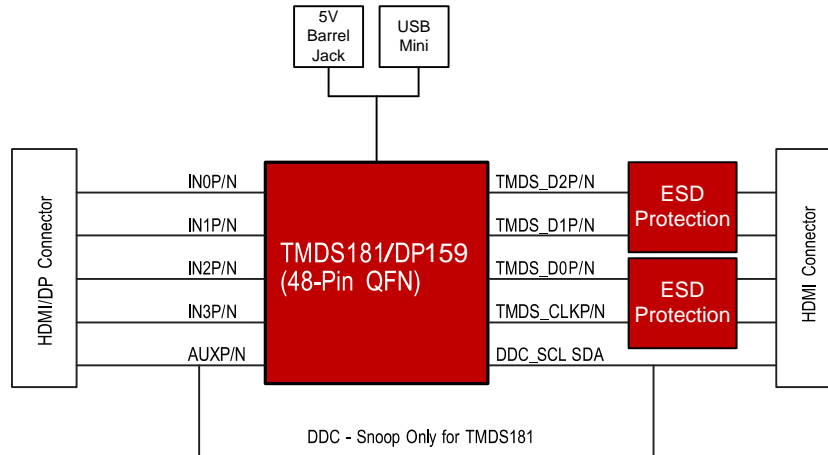 5V
Barrel
Jack
USB
Mini
HDMI/DP Connector
IN0P/N
IN1P/N
IN2P/N
IN3P/N
AUXP/N
TMDS181/DP159
(48-Pin QFN)
TMDS_D2P/N
TMDS_D1P/N
TMDS_D0P/N
TMDS_CLKP/N
DDC_SCL SDA
ESD
Protection
ESD
Protection
HDMI Connector
DDC - Snoop Only for TMDS181